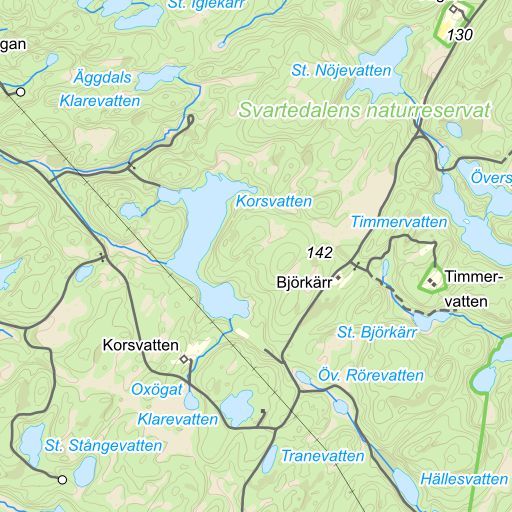 St. Iglekärr
130
gan
Äggdals
Klarevatten
St. Nöjevatten
Svartedalens naturreservat
Övers
Korsvatten
Timmervatten
142
Björkärr
Timmer-
vatten
St. Björkärr
Korsvatten
Öv. Rörevatten
Oxögat
Klarevatten
St. Stångevatten
Tranevatten
Hällesvatten